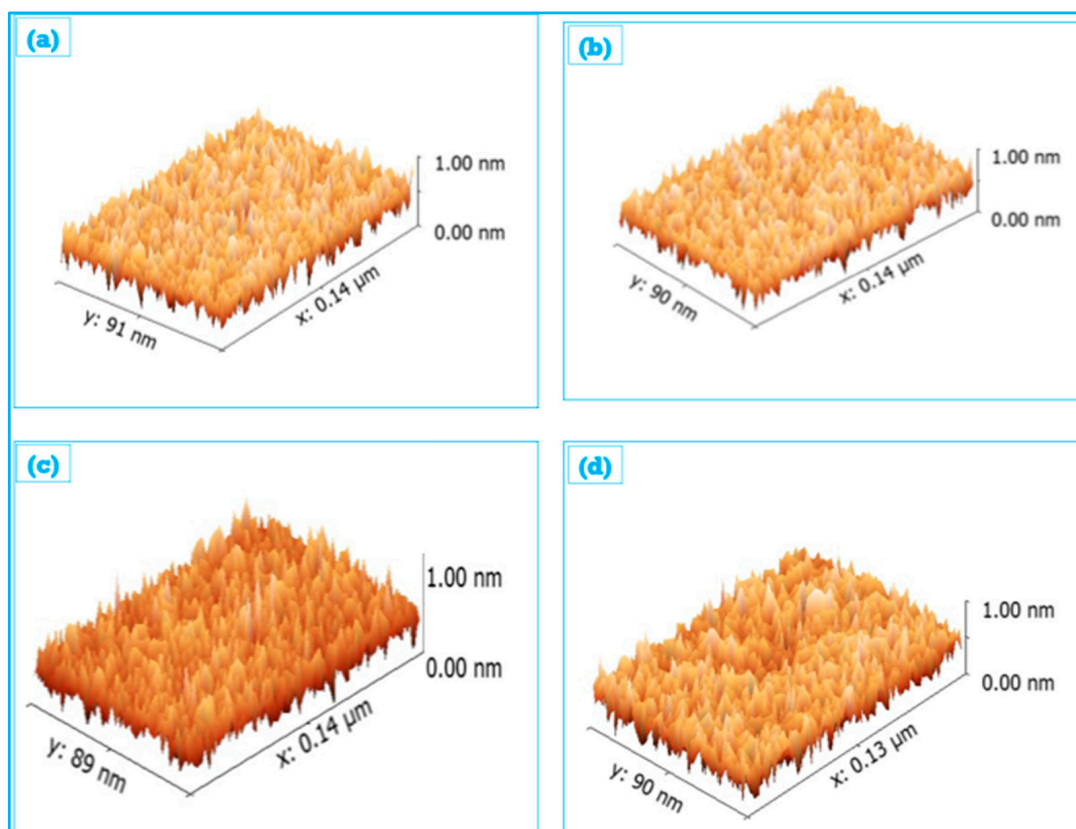 (a)
1.00 nm
0.00 nm
y: 91 nm
x: 0.14 µm
(b)
1.00 nm
0.00 nm
y: 90 nm
x: 0.14 µm
(c)
1.00 nm
0.00 nm
y: 89 nm
x: 0.14 µm
(d)
1.00 nm
0.00 nm
y: 90 nm
x: 0.13 µm